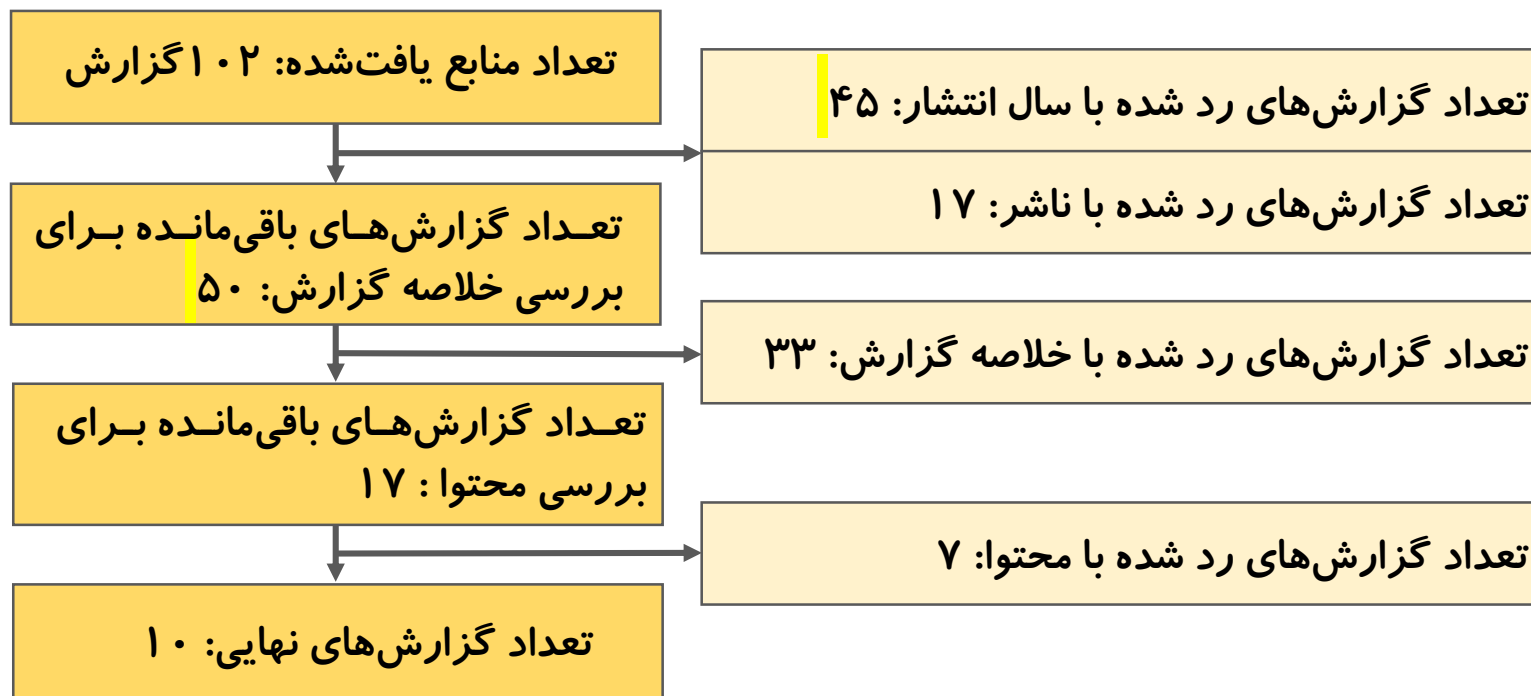 تعداد منابع یافت‌شده: ۱۰۲گزارش
تعداد گزارش‌های رد شده با سال انتشار: ۴۵
تعداد گزارش‌های رد شده با ناشر: ۱۷
تعـداد گزارش‌هـای باقی‌مانـده بـرای
بررسی خلاصه گزارش: ۵۰
تعداد گزارش‌های رد شده با خلاصه گزارش: ۳۳
تعـداد گزارش‌هـای باقی‌مانـده بـرای
بررسی محتوا : ۱۷
تعداد گزارش‌های رد شده با محتوا: ۷
تعداد گزارش‌های نهایی: ۱۰